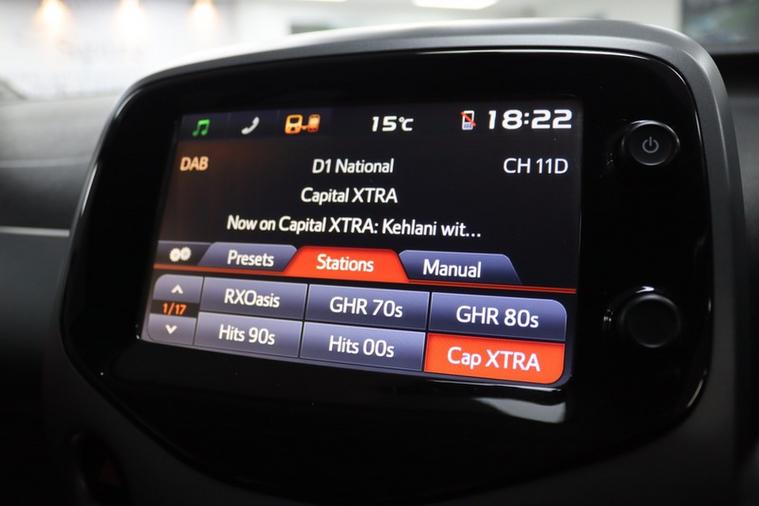 15°C
18:22
DAB
D1 National
CH 11D
Capital XTRA
Now on Capital XTRA: Kehlani wit...
Presets
Stations
Manual
1/17
RXOasis
GHR 70s
GHR 80s
Hits 90s
Hits 00s
Cap XTRA